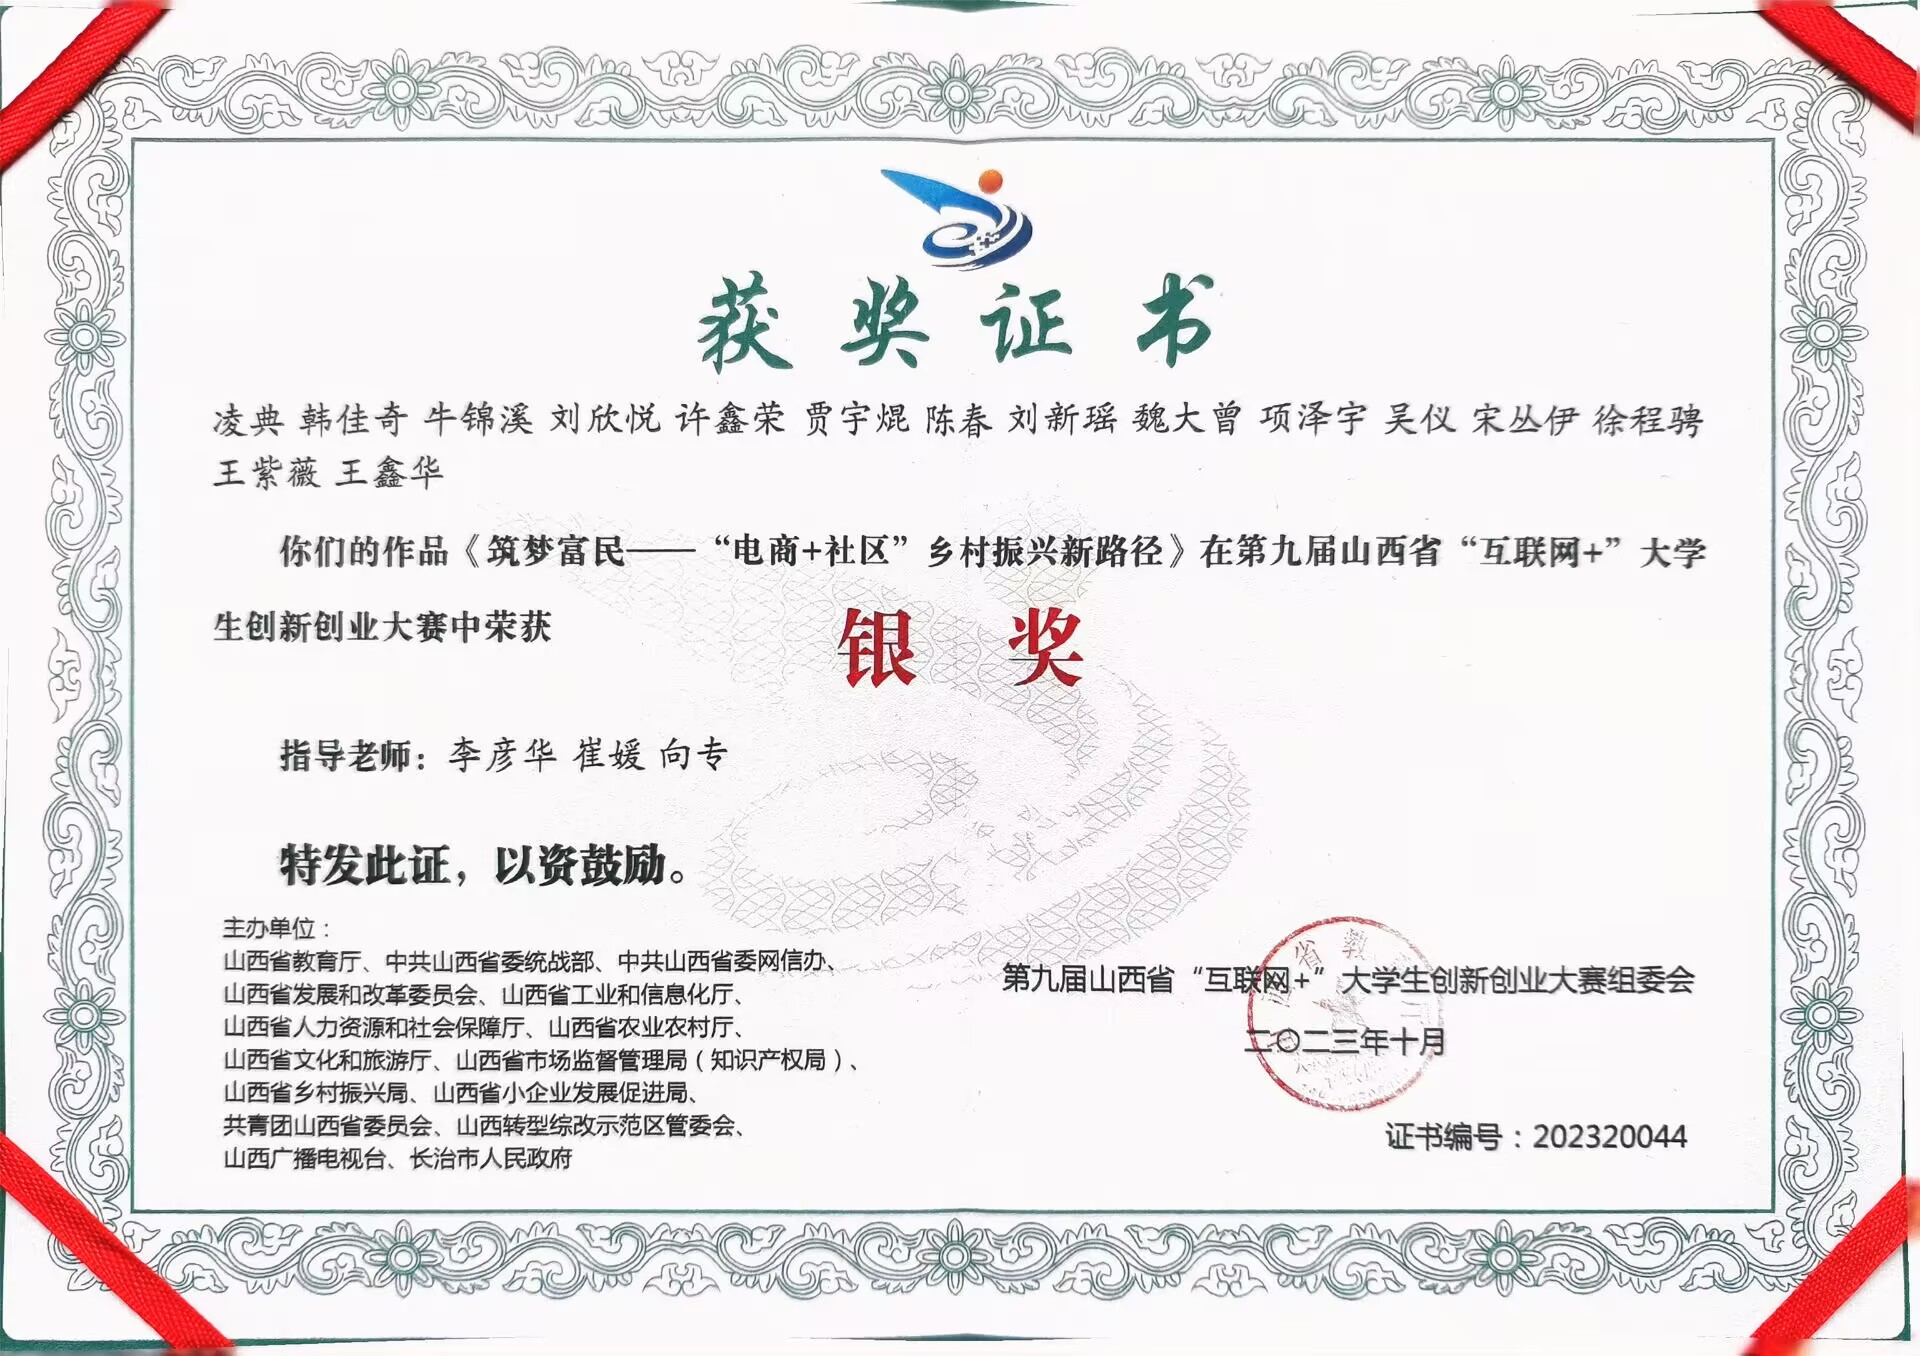 获奖证书
凌典 韩佳奇 牛锦溪 刘欣悦 许鑫荣 贾宇焜 陈春 刘新瑶 魏大曾 项泽宇 吴仪 宋丛伊 徐程骋
王紫薇 王鑫华
你们的作品《筑梦富民——“电商+社区”乡村振兴新路径》在第九届山西省“互联网+”大学
生创新创业大赛中荣获
银奖
指导老师：李彦华 崔媛 向专
特发此证，以资鼓励。
主办单位：
山西省教育厅、中共山西省委统战部、中共山西省委网信办、
山西省发展和改革委员会、山西省工业和信息化厅、
山西省人力资源和社会保障厅、山西省农业农村厅、
山西省文化和旅游厅、山西省市场监督管理局（知识产权局）、
山西省乡村振兴局、山西省小企业发展促进局、
共青团山西省委员会、山西转型综改示范区管委会、
山西广播电视台、长治市人民政府
第九届山西省“互联网+”大学生创新创业大赛组委会
二〇二三年十月
证书编号：202320044